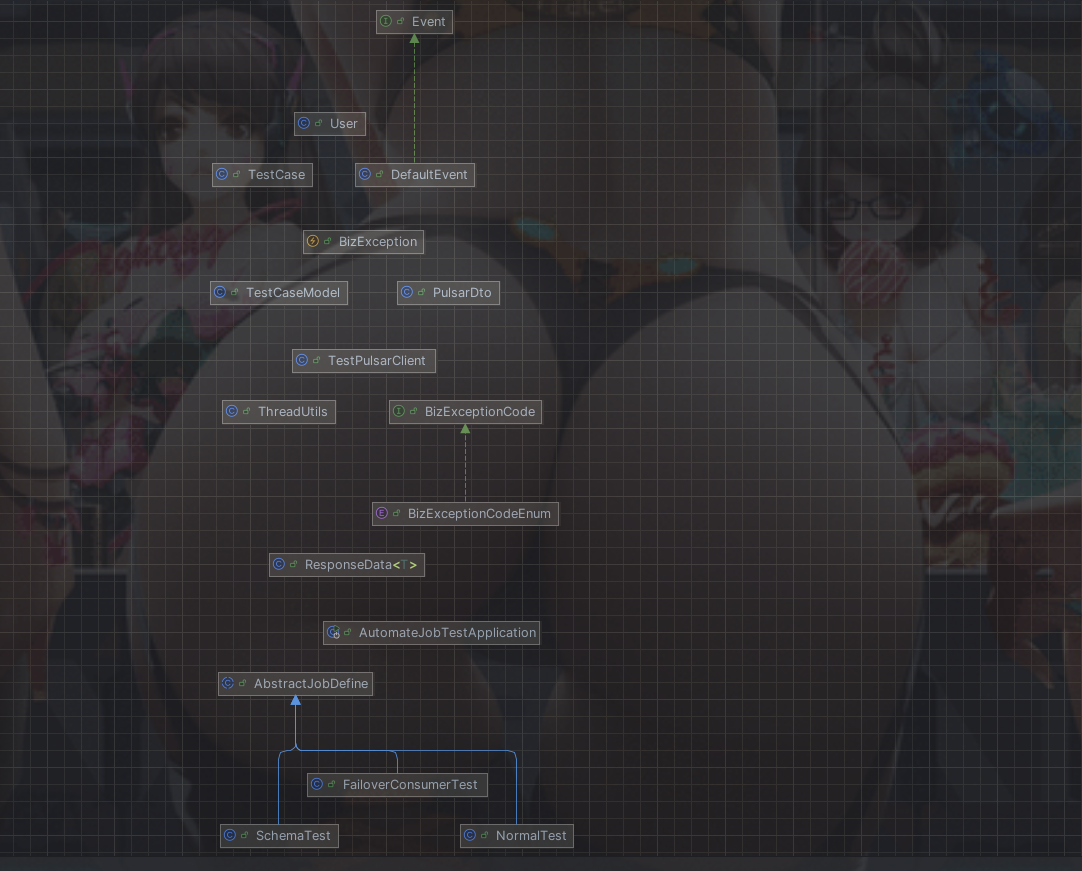 Event
User
TestCase
DefaultEvent
BizException
TestCaseModel
PulsarDto
TestPulsarClient
ThreadUtils
BizExceptionCode
BizExceptionCodeEnum
ResponseData<T>
AutomateJobTestApplication
AbstractJobDefine
FailoverConsumerTest
SchemaTest
NormalTest